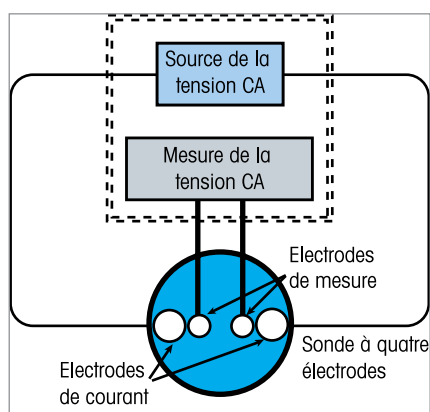 Source de la
tension CA
Mesure de la
tension CA
Electrodes
de mesure
Electrodes
de courant
Sonde à quatre
électrodes